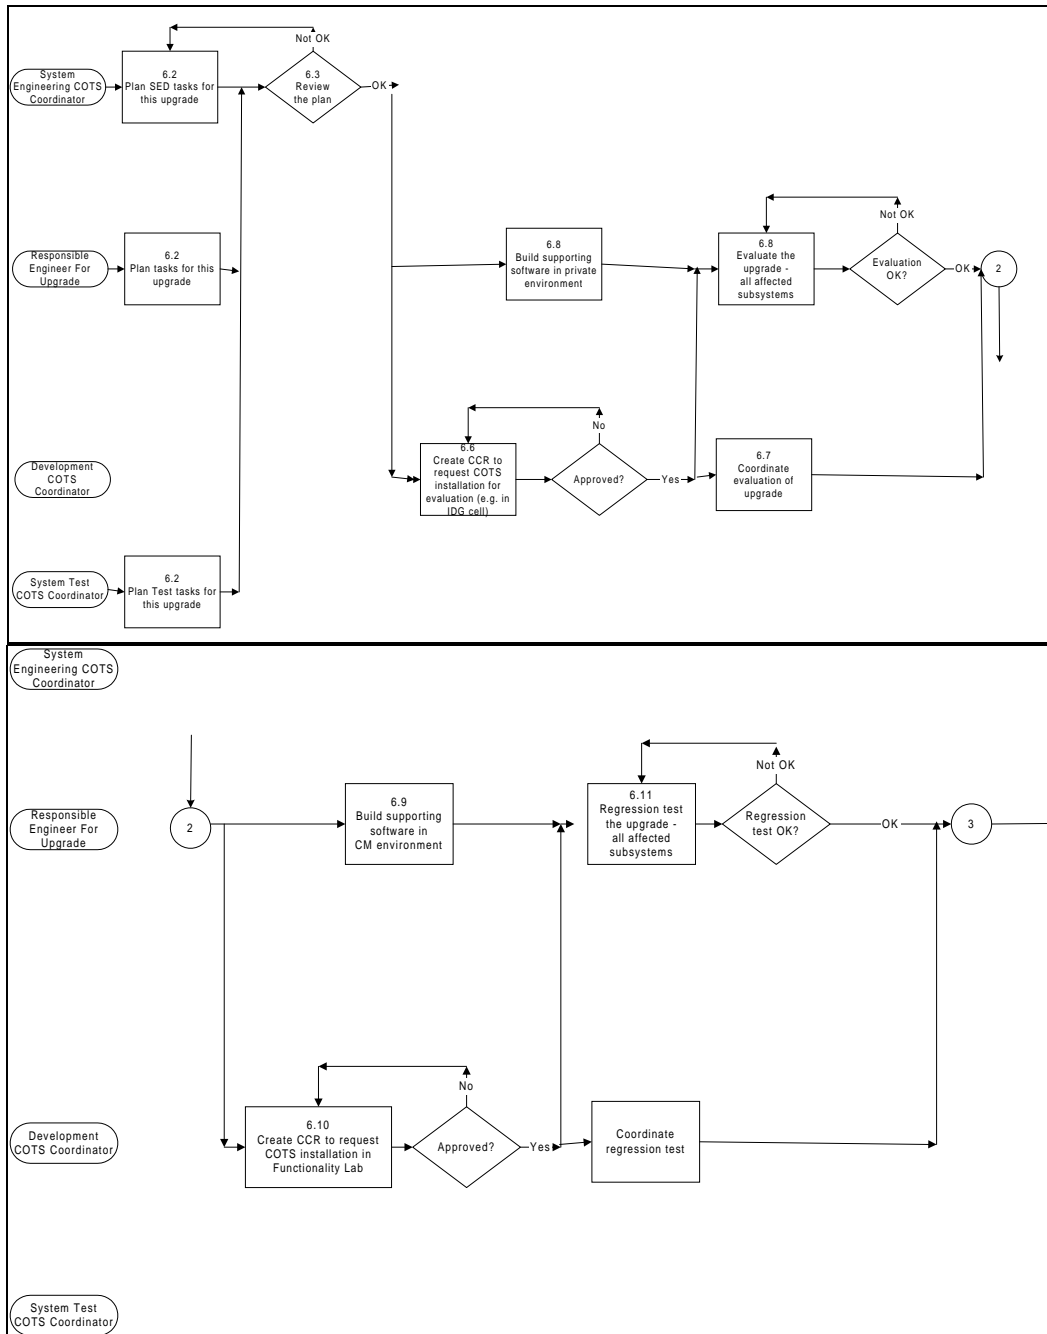 Not OK
System
Engineering COTS
Coordinator
6.2
Plan SED tasks for
this upgrade
6.3
Review
the plan
OK
Not OK
Responsible
Engineer For
Upgrade
6.2
Plan tasks for this
upgrade
6.8
Build supporting
software in private
environment
6.8
Evaluate the
upgrade -
all affected
subsystems
Evaluation
OK?
OK
2
No
Development
COTS
Coordinator
6.6
Create CCR to
request COTS
installation for
evaluation (e.g. in
IDG cell)
Approved?
Yes
6.7
Coordinate
evaluation of
upgrade
System Test
COTS Coordinator
6.2
Plan Test tasks for
this upgrade
System
Engineering COTS
Coordinator
Not OK
Responsible
Engineer For
Upgrade
2
6.9
Build supporting
software in
CM environment
6.11
Regression test
the upgrade -
all affected
subsystems
Regression
test OK?
OK
3
No
Development
COTS Coordinator
6.10
Create CCR to request
COTS installation in
Functionality Lab
Approved?
Yes
Coordinate
regression test
System Test
COTS Coordinator